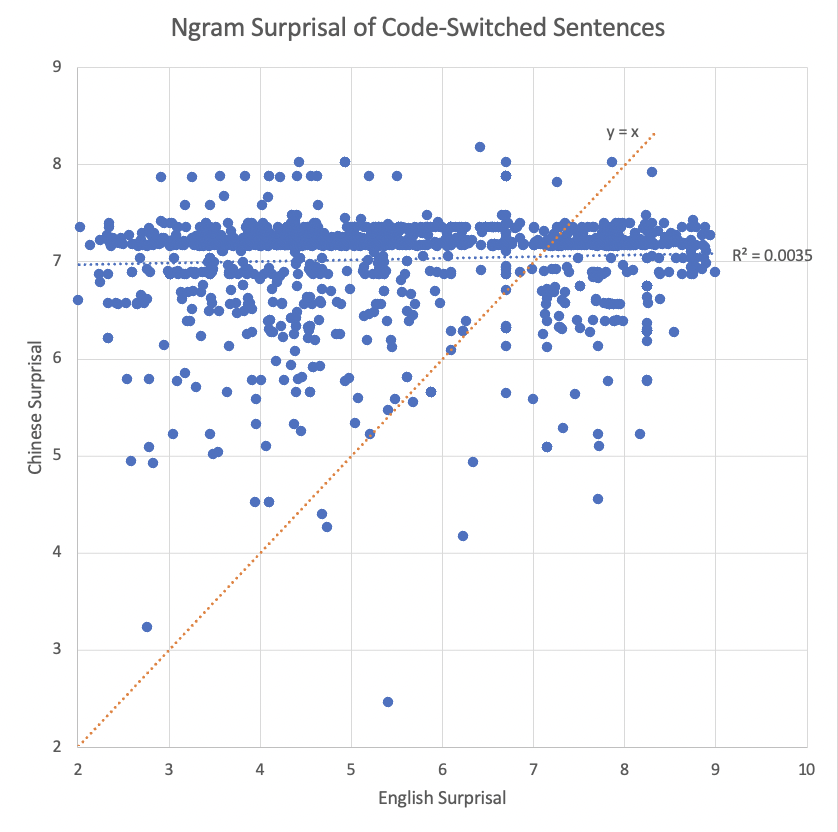 Ngram Surprisal of Code-Switched Sentences
9
y = x
8
7
R² = 0.0035
6
Chinese Surprisal
5
4
3
2
2 3 4 5 6 7 8 9 10
English Surprisal